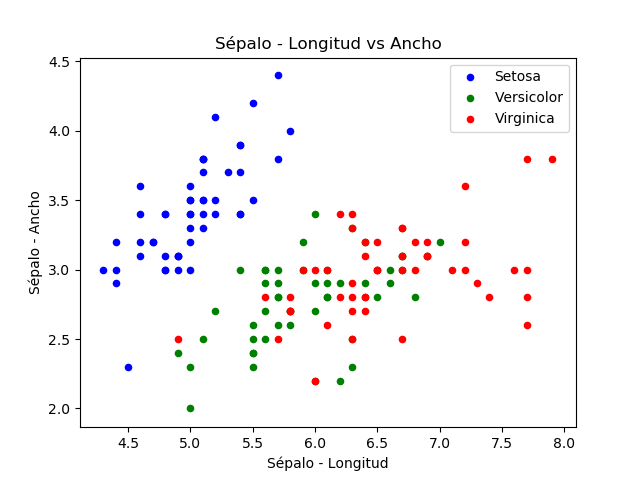 Sépalo - Longitud vs Ancho
Setosa
Versicolor
Virginica
4.5
4.0
3.5
3.0
2.5
2.0
Sépalo - Ancho
4.5 5.0 5.5 6.0 6.5 7.0 7.5 8.0
Sépalo - Longitud